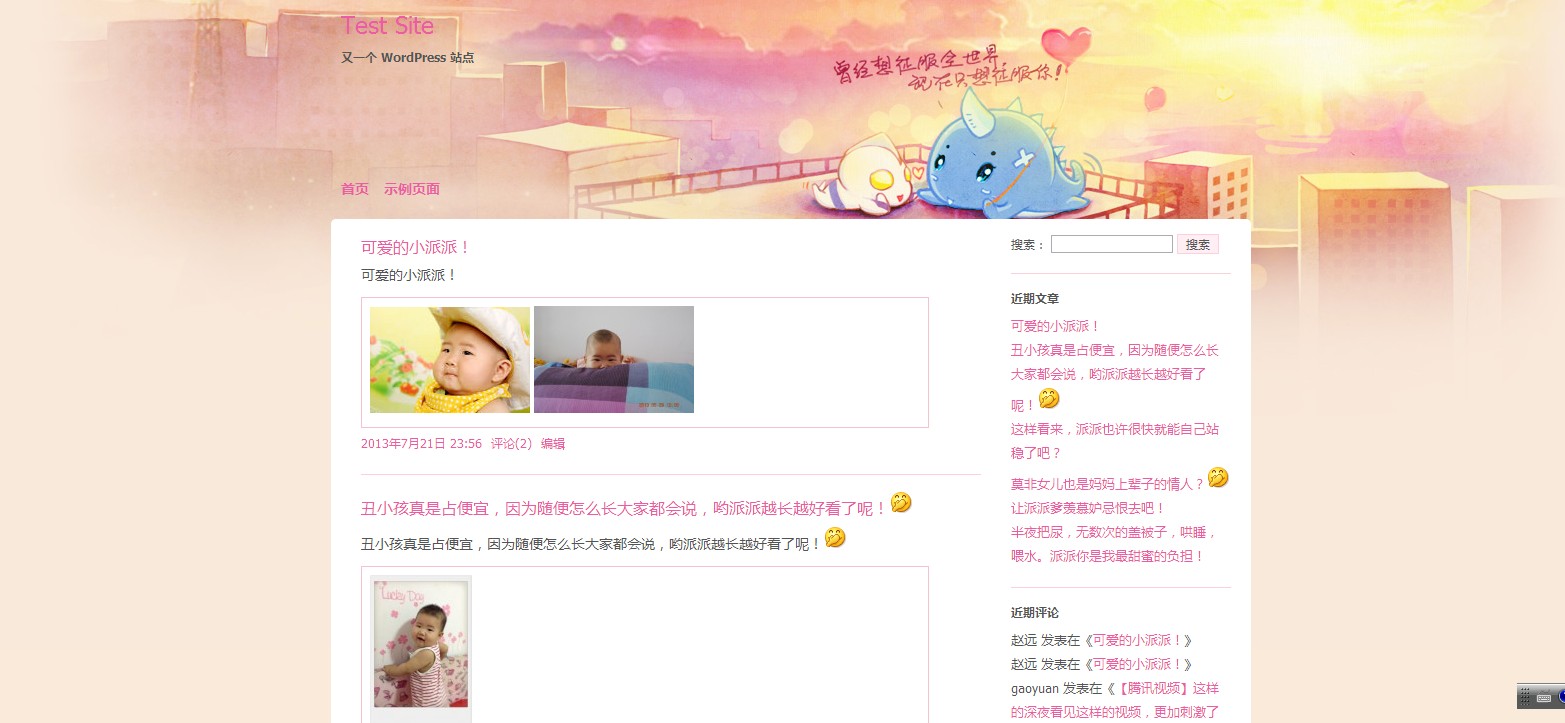 Test Site
又一个 WordPress 站点
曾经想征服全世界,
现在只想征服你!
首页 示例页面
可爱的小派派！
可爱的小派派！
2013年7月21日 23:56 评论(2) 编辑
丑小孩真是占便宜，因为随便怎么长大家都会说，哟派派越长越好看了呢！
丑小孩真是占便宜，因为随便怎么长大家都会说，哟派派越长越好看了呢！
Lucky Day
搜索： 搜索
近期文章
可爱的小派派！
丑小孩真是占便宜，因为随便怎么长
大家都会说，哟派派越长越好看了
呢！
这样看来，派派也许很快就能自己站
稳了吧？
莫非女儿也是妈妈上辈子的情人？
让派派爹羡慕妒忌恨去吧！
半夜把尿，无数次的盖被子，哄睡，
喂水。派派你是我最甜蜜的负担！
近期评论
赵远 发表在《可爱的小派派！》
赵远 发表在《可爱的小派派！》
gaoyuan 发表在《【腾讯视频】这样
的深夜看见这样的视频，更加刺激了